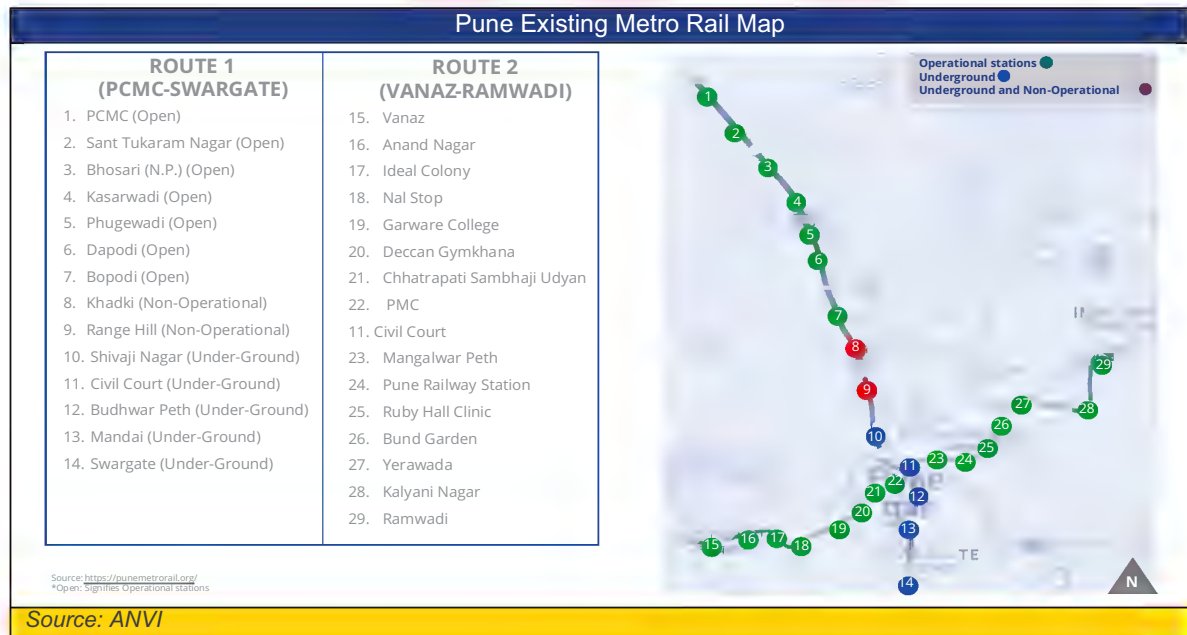 Pune Existing Metro Rail Map
ROUTE 1
(PCMC-SWARGATE)
1. PCMC (Open)
2. Sant Tukaram Nagar (Open)
3. Bhosari (N.P.) (Open)
4. Kasarwadi (Open)
5. Phugewadi (Open)
6. Dapodi (Open)
7. Bopodi (Open)
8. Khadki (Non-Operational)
9. Range Hill (Non-Operational)
10. Shivaji Nagar (Under-Ground)
11. Civil Court (Under-Ground)
12. Budhwar Peth (Under-Ground)
13. Mandai (Under-Ground)
14. Swargate (Under-Ground)
ROUTE 2
(VANAZ-RAMWADI)
15. Vanaz
16. Anand Nagar
17. Ideal Colony
18. Nal Stop
19. Garware College
20. Deccan Gymkhana
21. Chhatrapati Sambhaji Udyan
22. PMC
11. Civil Court
23. Mangalwar Peth
24. Pune Railway Station
25. Ruby Hall Clinic
26. Bund Garden
27. Yerawada
28. Kalyani Nagar
29. Ramwadi
Operational stations
Underground
Underground and Non-Operational
1
2
3
4
5
6
7
8
9
10
11
12
13
14
15
16
17
18
19
20
21
22
23
24
25
26
27
28
29
TE
N
Source: https://punemetrorail.org/
*Open: Signifies Operational stations
Source: ANVI